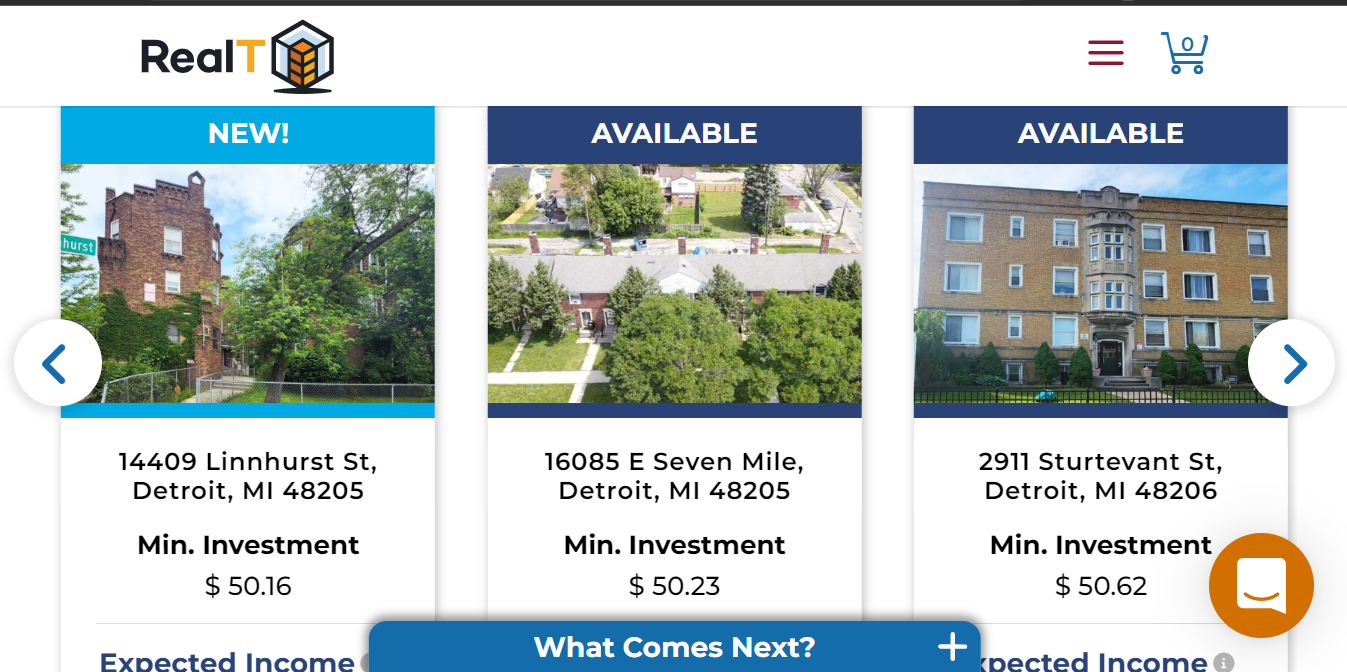 RealT
0
NEW!
AVAILABLE
AVAILABLE
hurst
14409 Linnhurst St,
Detroit, MI 48205
Min. Investment
$ 50.16
Expected Income
16085 E Seven Mile,
Detroit, MI 48205
Min. Investment
$ 50.23
2911 Sturtevant St,
Detroit, MI 48206
Min. Investment
$ 50.62
xpected Income
i
What Comes Next?